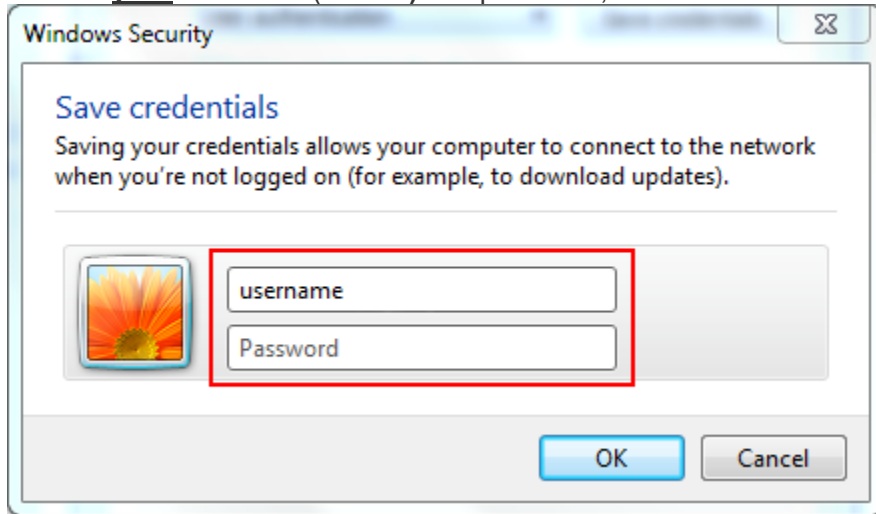 Windows Security
Save credentials
Saving your credentials allows your computer to connect to the network
when you're not logged on (for example, to download updates).
username
Password
OK
Cancel